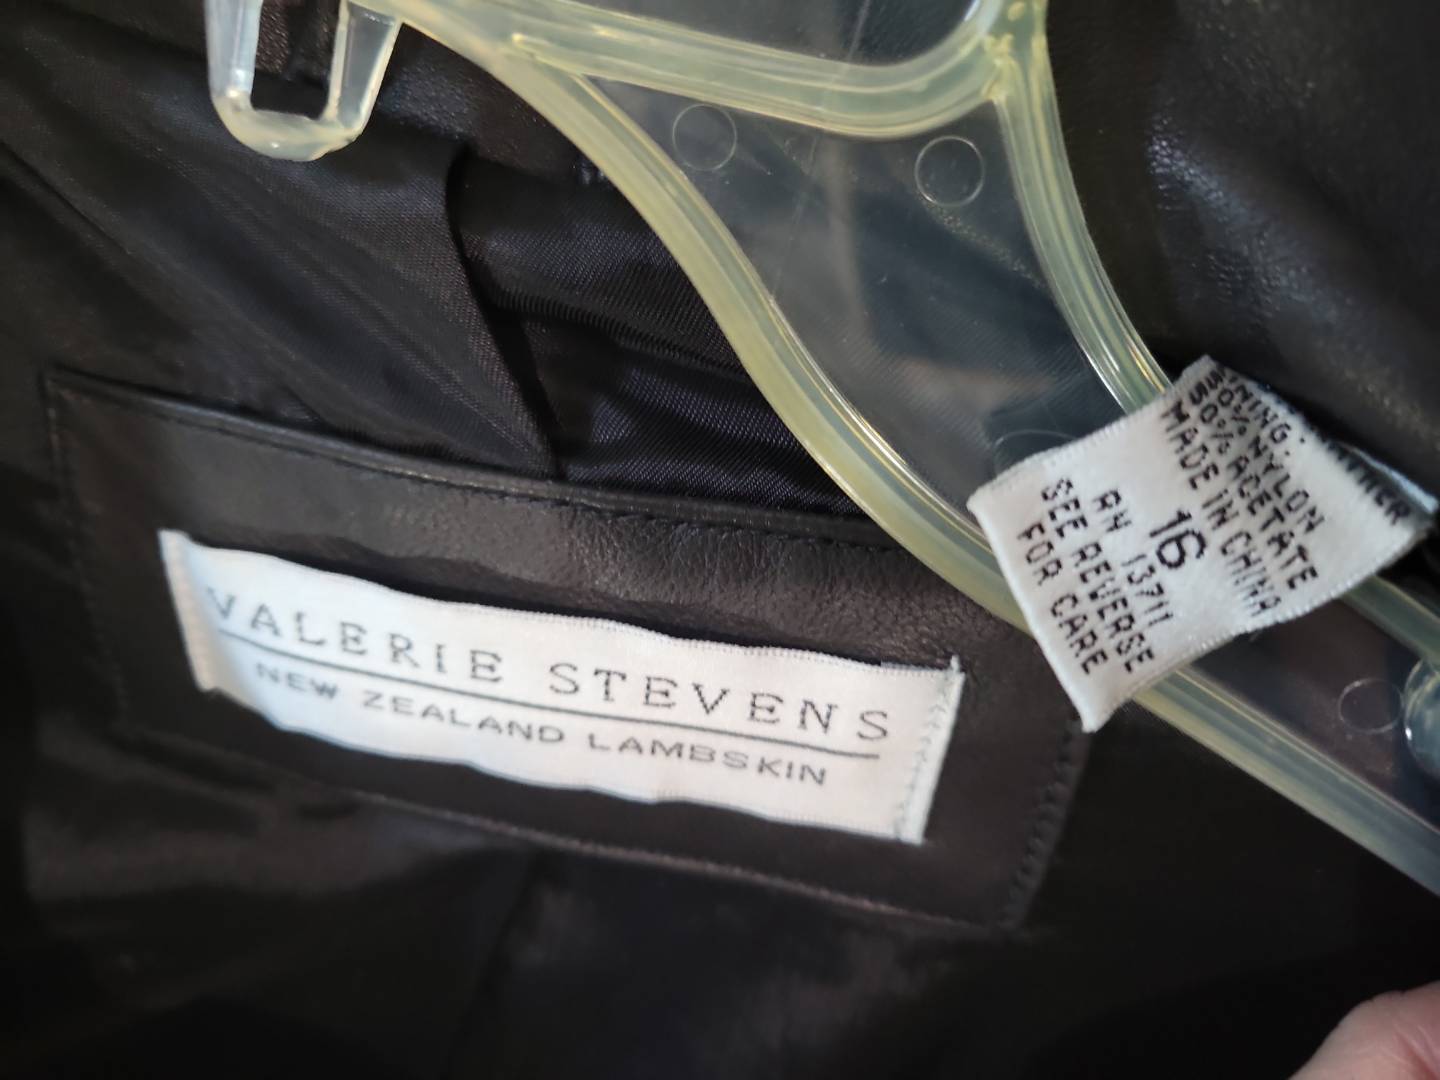 VALERIE STEVENS
NEW ZEALAND LAMBSKIN
50% NYLON
50% ACETATE
MADE IN CHINA
16
RN 13711
SEE REVERSE
FOR CARE